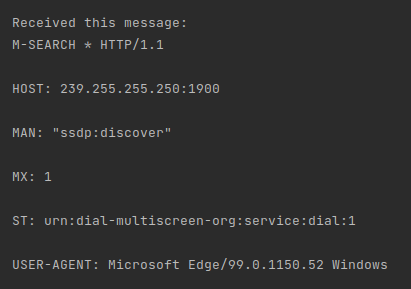 Received this message:
M-SEARCH * HTTP/1.1
HOST: 239.255.255.250:1900
MAN: "ssdp:discover"
MX: 1
ST: urn:dial-multiscreen-org:service:dial:1
USER-AGENT: Microsoft Edge/99.0.1150.52 Windows